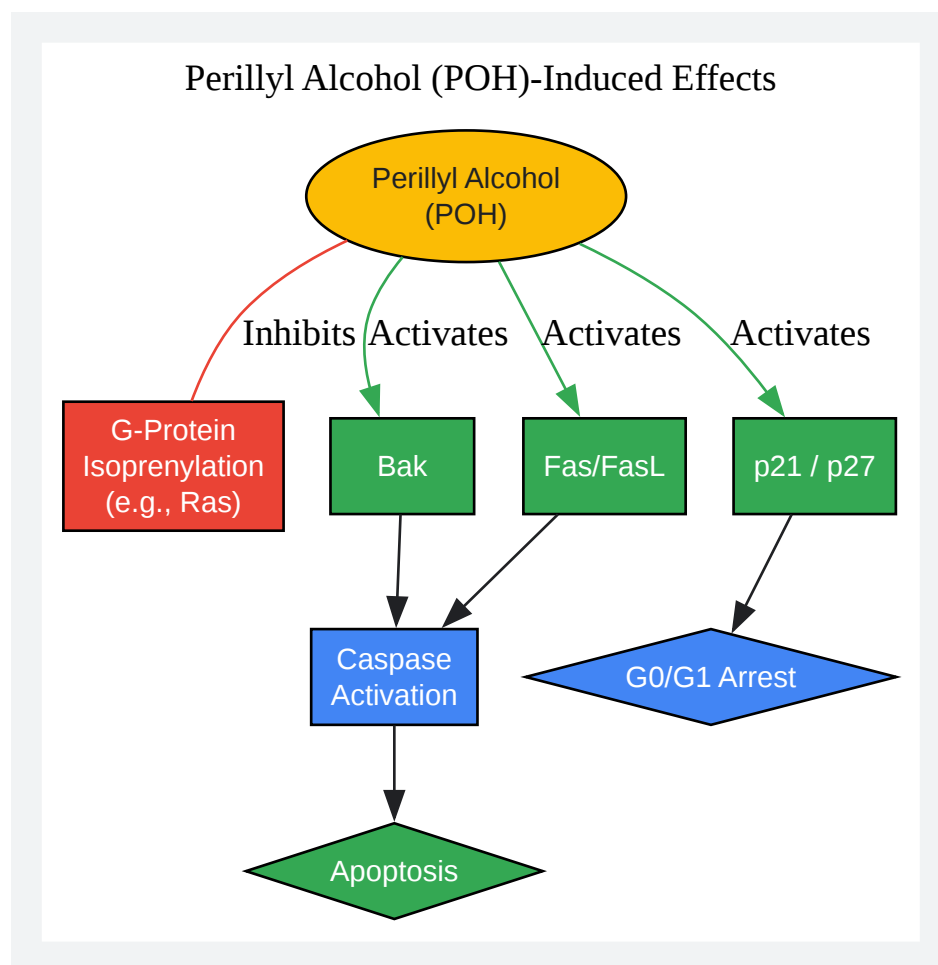 Perillyl Alcohol (POH)-Induced Effects
Perillyl Alcohol
(POH)
Inhibits
Activates
Activates
Activates
G-Protein
Isoprenylation
(e.g., Ras)
Bak
Fas/FasL
p21 / p27
Caspase
Activation
G0/G1 Arrest
Apoptosis